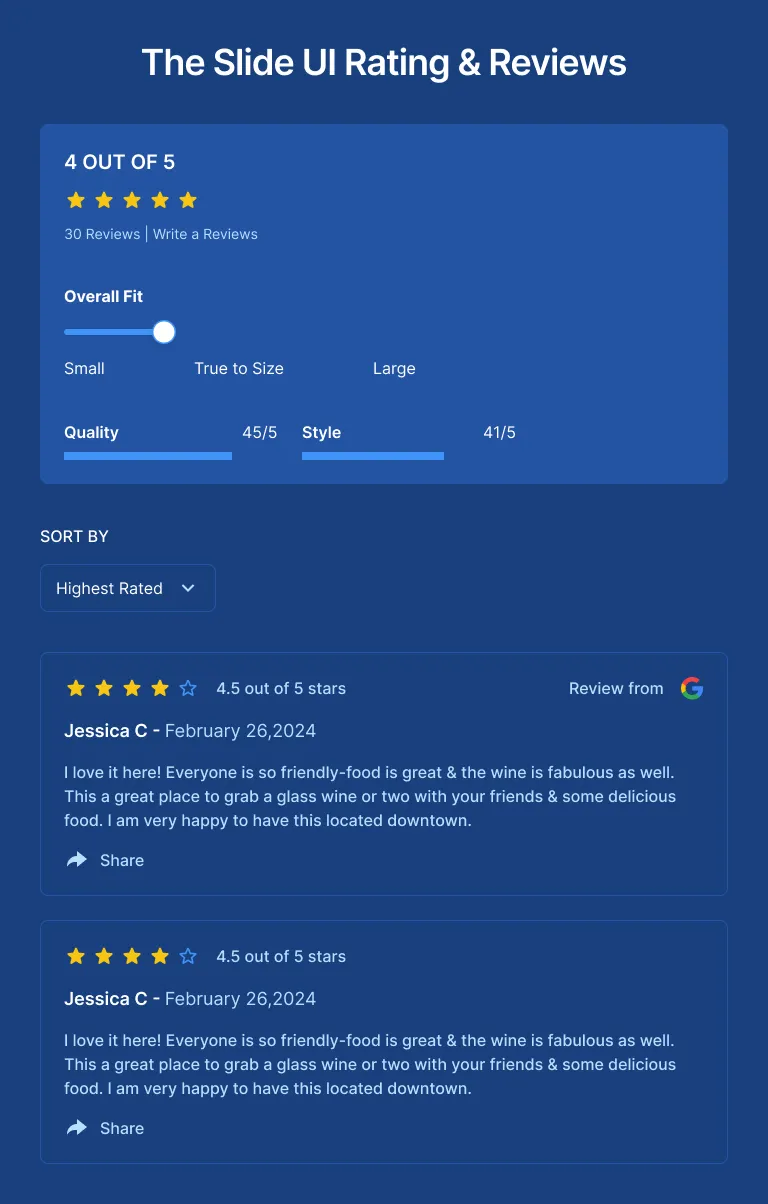 The Slide UI Rating & Reviews
4 OUT OF 5
30 Reviews | Write a Reviews
Overall Fit
Small True to Size Large
Quality 45/5 Style 41/5
SORT BY
Highest Rated
4.5 out of 5 stars Review from
Jessica C - February 26,2024
I love it here! Everyone is so friendly-food is great & the wine is fabulous as well.
This a great place to grab a glass wine or two with your friends & some delicious
food. I am very happy to have this located downtown.
Share
4.5 out of 5 stars
Jessica C - February 26,2024
I love it here! Everyone is so friendly-food is great & the wine is fabulous as well.
This a great place to grab a glass wine or two with your friends & some delicious
food. I am very happy to have this located downtown.
Share